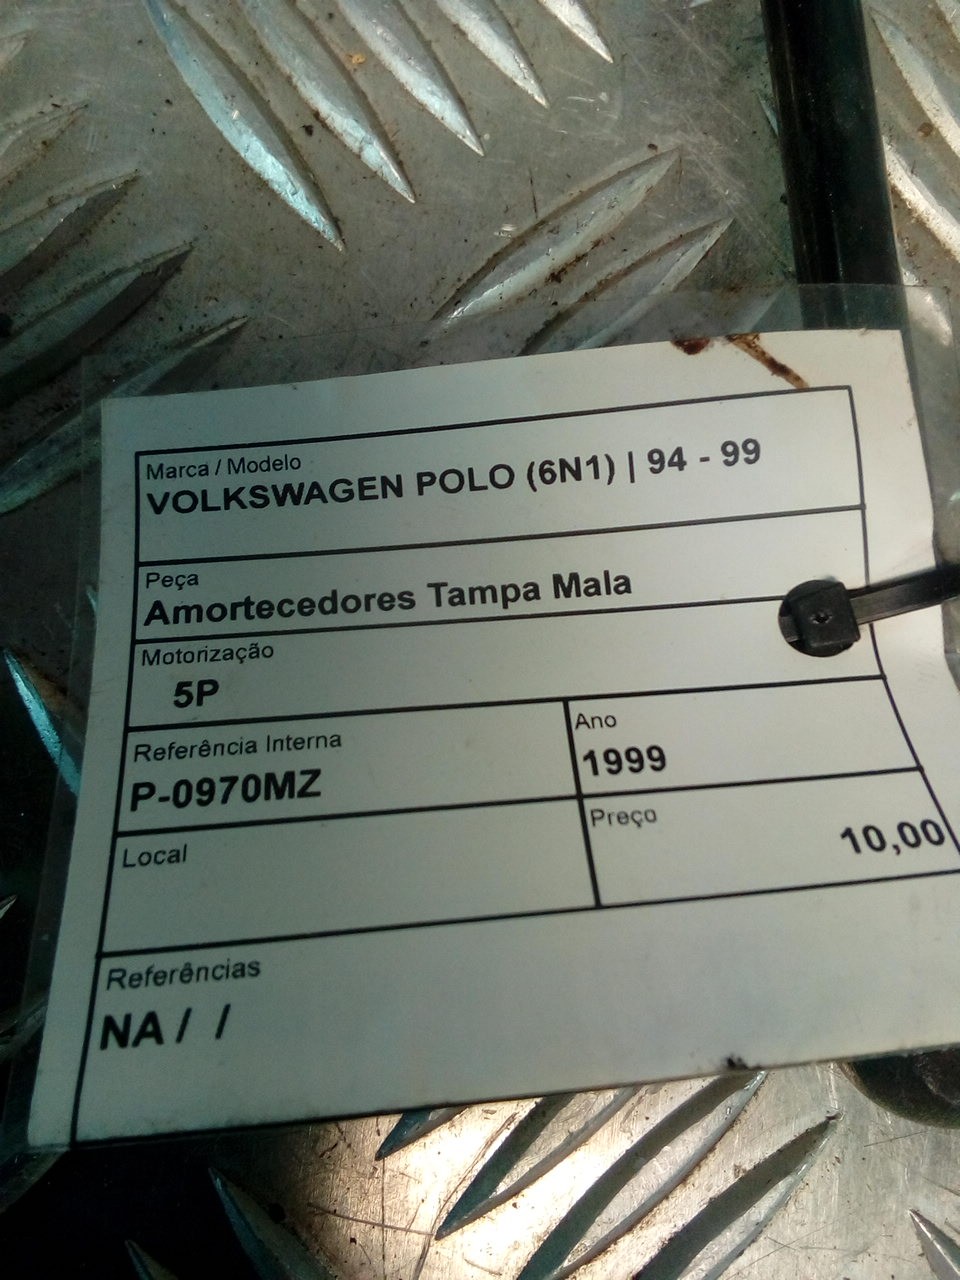 Marca / Modelo
VOLKSWAGEN POLO (6N1) | 94 - 99
Peça
Amortecedores Tampa Mala
Motorização
5P
Referência Interna
P-0970MZ
Ano
1999
Local
Preço
10,00
Referências
NA / /